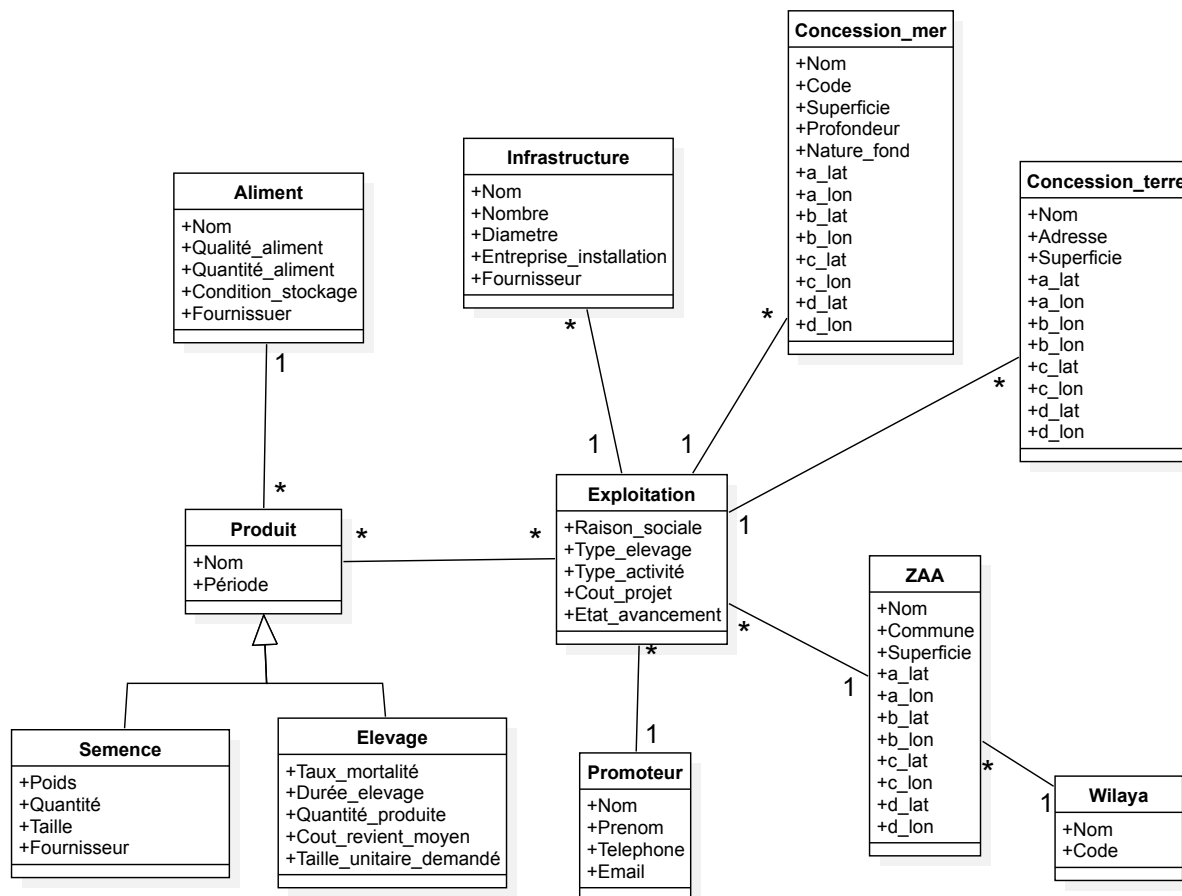 Concession_mer
+Nom
+Code
+Superficie
+Profondeur
+Nature_fond
+a_lat
+a_lon
+b_lat
+b_lon
+c_lat
+c_lon
+d_lat
+d_lon
Infrastructure
+Nom
+Nombre
+Diametre
+Entreprise_installation
+Fournisseur
Concession_terre
+Nom
+Adresse
+Superficie
+a_lat
+a_lon
+b_lon
+b_lon
+c_lat
+c_lon
+d_lat
+d_lon
Aliment
+Nom
+Qualité_aliment
+Quantité_aliment
+Condition_stockage
+Fournissuer
*
*
1
*
1
1
Exploitation
+Raison_sociale
+Type_elevage
+Type_activité
+Cout_projet
+Etat_avancement
*
1
Produit
+Nom
+Période
*
*
ZAA
+Nom
+Commune
+Superficie
+a_lat
+a_lon
+b_lat
+b_lon
+c_lat
+c_lon
+d_lat
+d_lon
*
*
1
Semence
+Poids
+Quantité
+Taille
+Fournisseur
Elevage
+Taux_mortalité
+Durée_elevage
+Quantité_produite
+Cout_revient_moyen
+Taille_unitaire_demandé
1
Promoteur
+Nom
+Prenom
+Telephone
+Email
*
1
Wilaya
+Nom
+Code